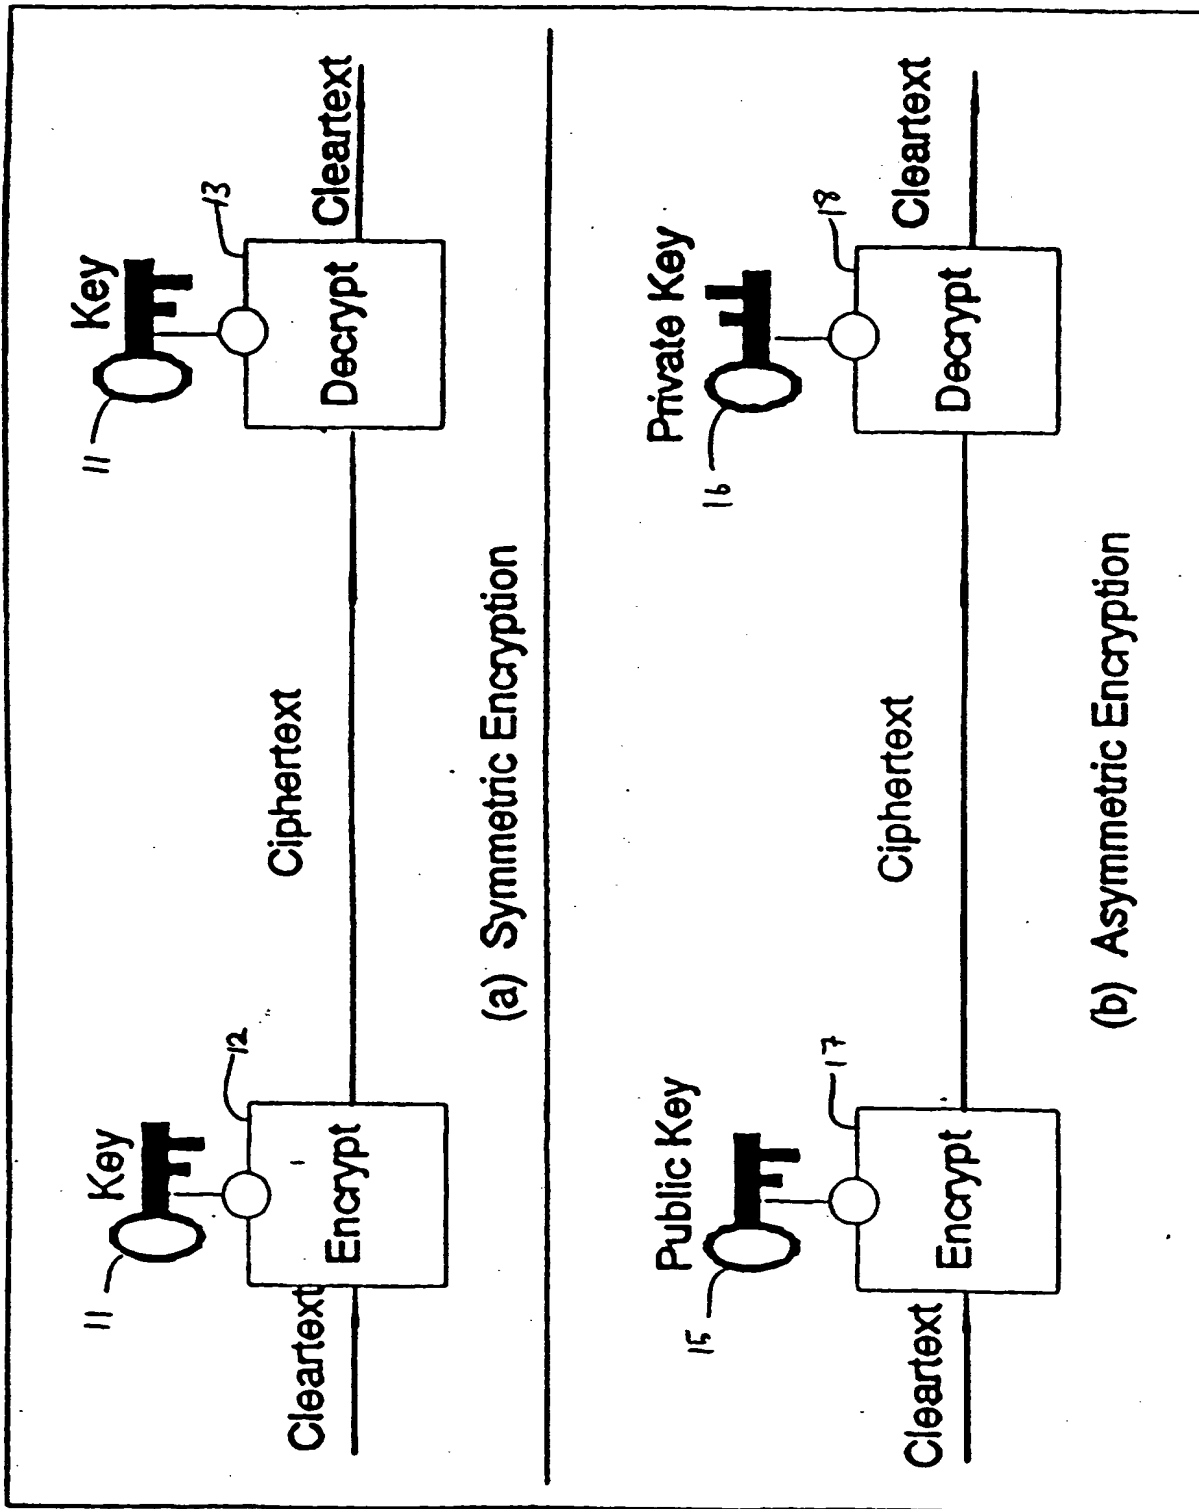 Key
Key
11
12
11
13
Cleartext
Encrypt
Ciphertext
Decrypt
Cleartext
(a) Symmetric Encryption
Public Key
Private Key
15
17
16
18
Cleartext
Encrypt
Ciphertext
Decrypt
Cleartext
(b) Asymmetric Encryption